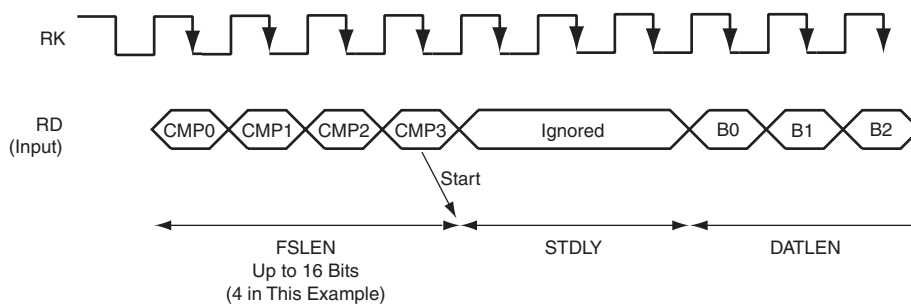 RK
RD
(Input)
CMP0 CMP1 CMP2 CMP3 Ignored B0 B1 B2
Start
FSLEN
Up to 16 Bits
(4 in This Example)
STDLY
DATLEN